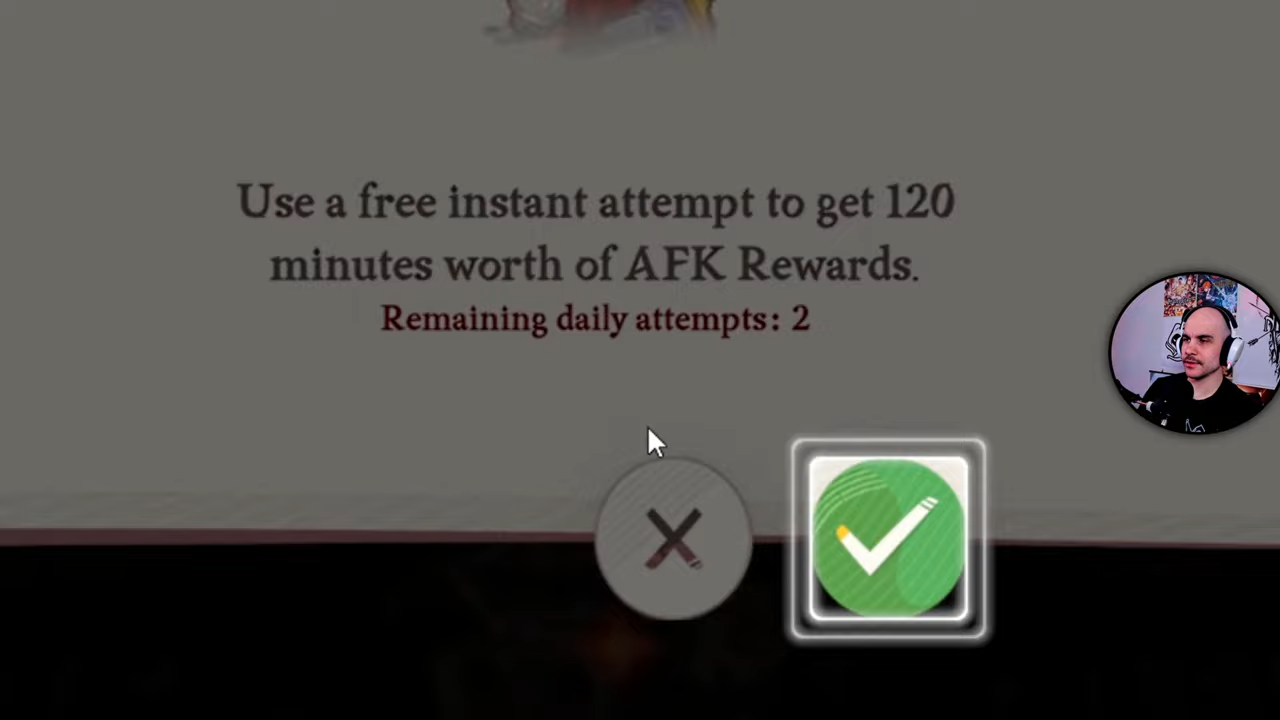 Use a free instant attempt to get 120
minutes worth of AFK Rewards.
Remaining daily attempts: 2